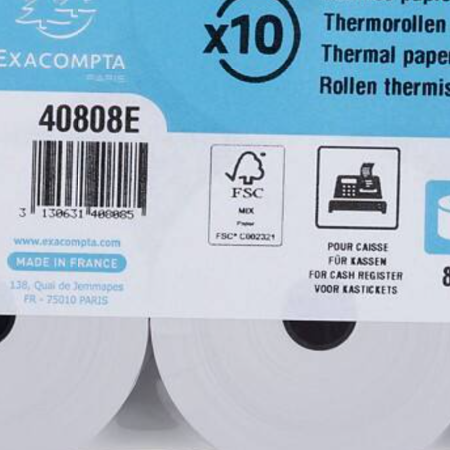 EXACOMPTA
PARIS
x10
Thermorollen
Thermal pape
Rollen thermis
40808E
3 130631 408085
www.exacompta.com
MADE IN FRANCE
138, Quai de Jemmapes
FR - 75010 PARIS
FSC
MIX
Paper
FSC® C002321
POUR CAISSE
FÜR KASSEN
FOR CASH REGISTER
VOOR KASTICKETS
8